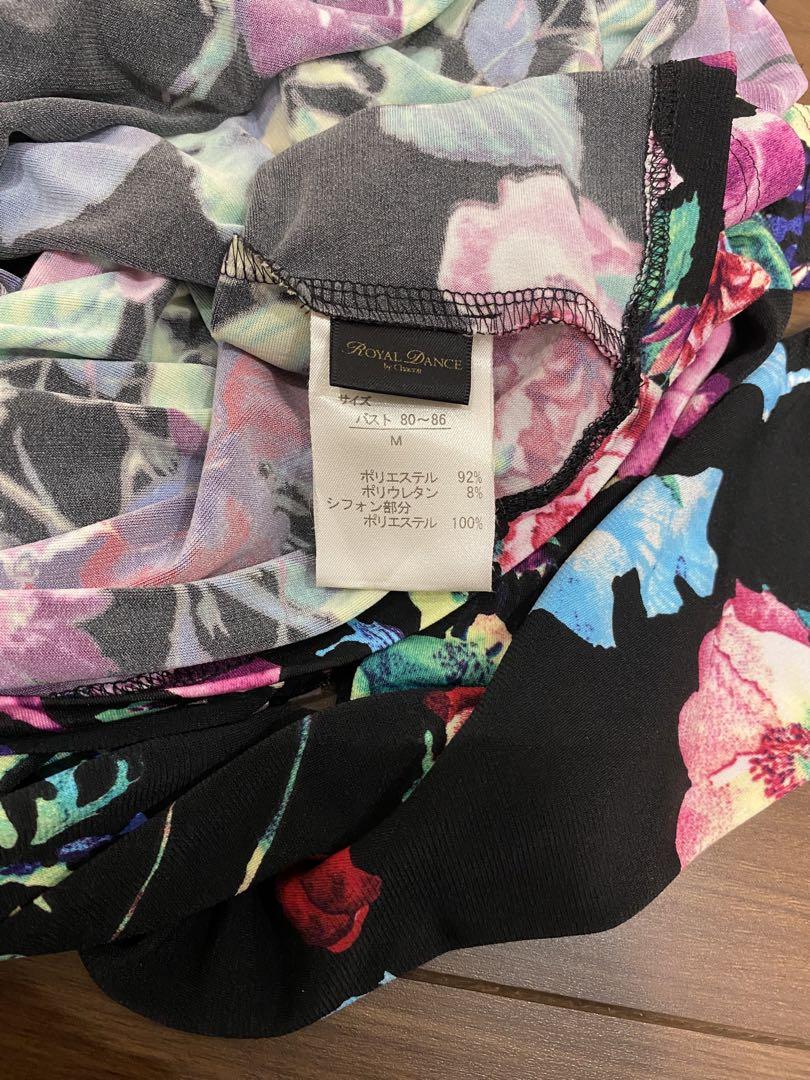 ROYAL DANCE
by Chacott
サイズ
バスト 80～86
M
ポリエステル 92%
ポリウレタン 8%
シフォン部分
ポリエステル 100%